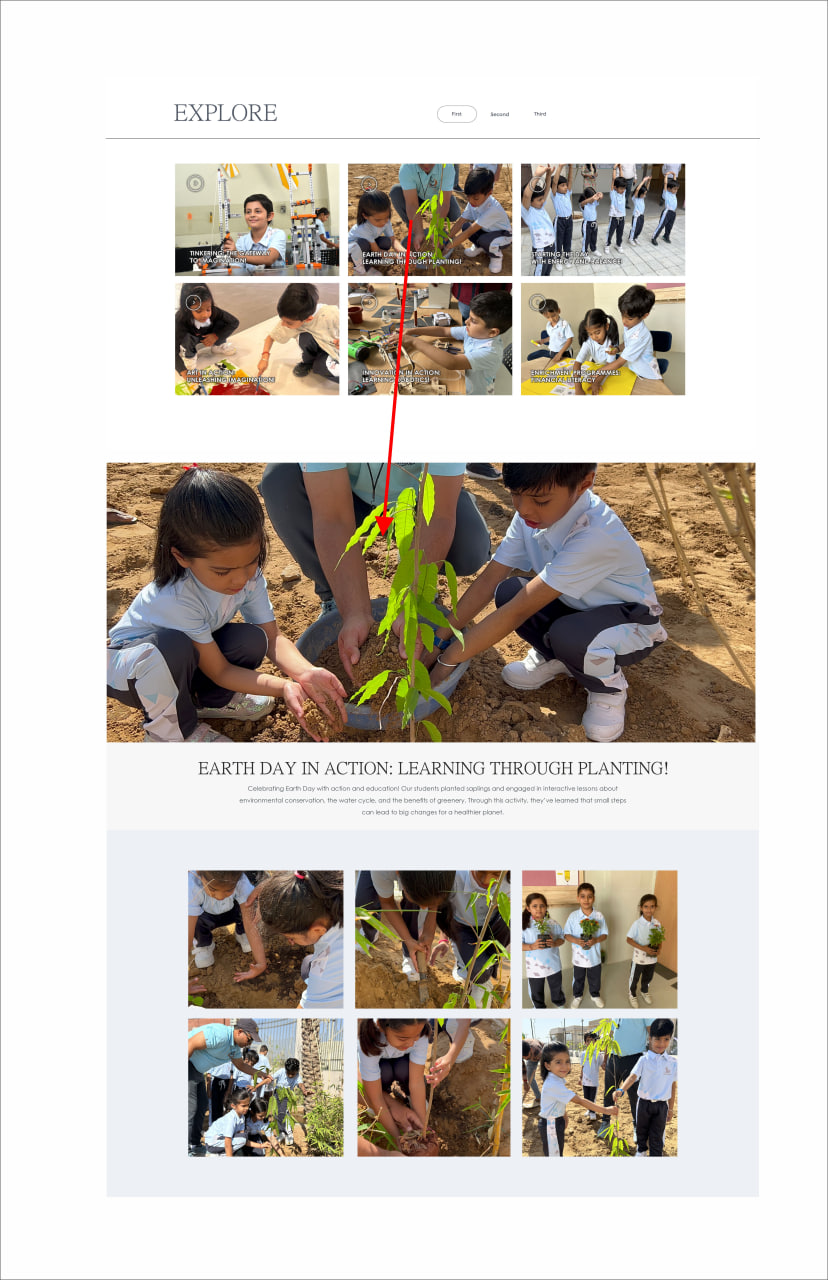 EXPLORE
First
Second
Third
TINKERING: THE GATEWAY
TO IMAGINATION!
EARTH DAY IN ACTION:
LEARNING THROUGH PLANTING!
STARTING THE DAY
WITH ENERGY AND BALANCE!
ART IN ACTION:
UNLEASHING IMAGINATION!
INNOVATION IN ACTION:
LEARNING ROBOTICS!
ENRICHMENT PROGRAMMES:
FINANCIAL LITERACY
EARTH DAY IN ACTION: LEARNING THROUGH PLANTING!
Celebrating Earth Day with action and education! Our students planted saplings and engaged in interactive lessons about
environmental conservation, the water cycle, and the benefits of greenery. Through this activity, they’ve learned that small steps
can lead to big changes for a healthier planet.